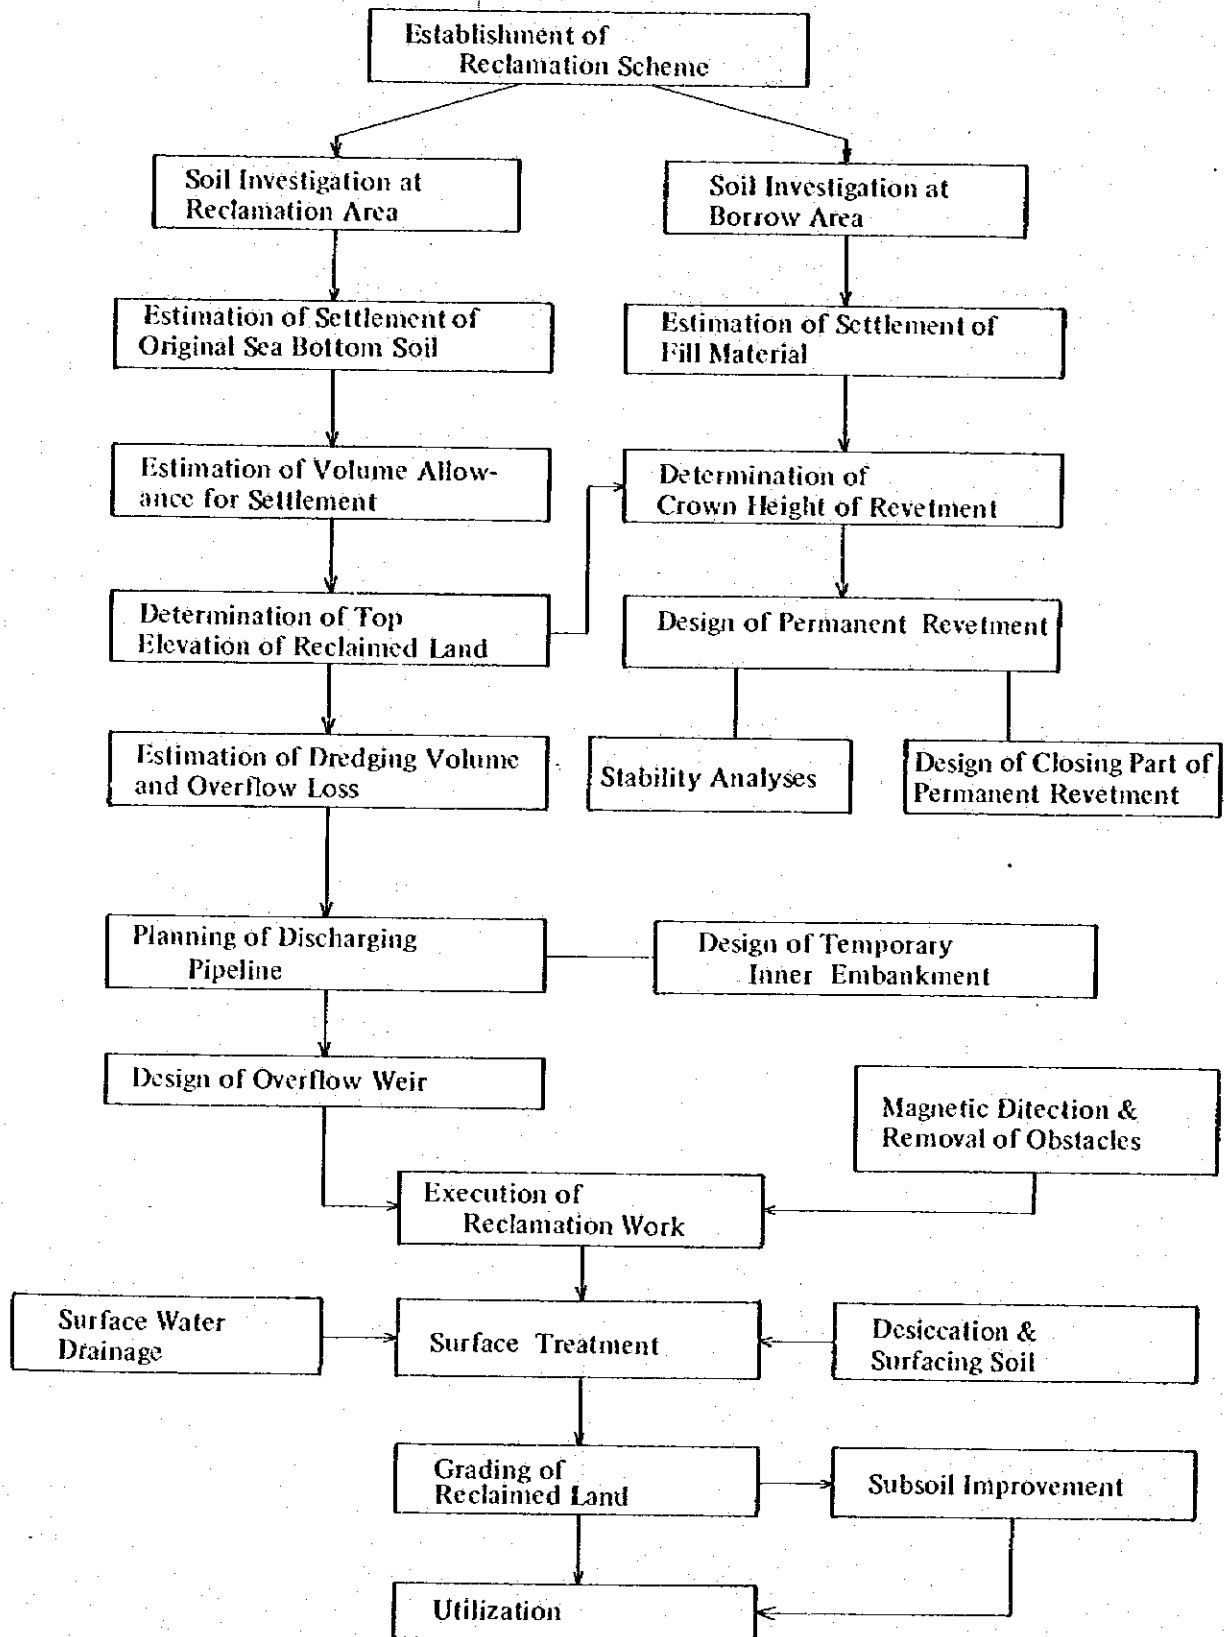 Establishment of
Reclamation Scheme
Soil Investigation at
Reclamation Area
Soil Investigation at
Borrow Area
Estimation of Settlement of
Original Sea Bottom Soil
Estimation of Settlement of
Fill Material
Estimation of Volume Allow-
ance for Settlement
Determination of
Crown Height of Revetment
Determination of Top
Elevation of Reclaimed Land
Design of Permanent Revetment
Estimation of Dredging Volume
and Overflow Loss
Stability Analyses
Design of Closing Part of
Permanent Revetment
Planning of Discharging
Pipeline
Design of Temporary
Inner Embankment
Design of Overflow Weir
Magnetic Ditection &
Removal of Obstacles
Execution of
Reclamation Work
Surface Water
Drainage
Surface Treatment
Desiccation &
Surfacing Soil
Grading of
Reclaimed Land
Subsoil Improvement
Utilization